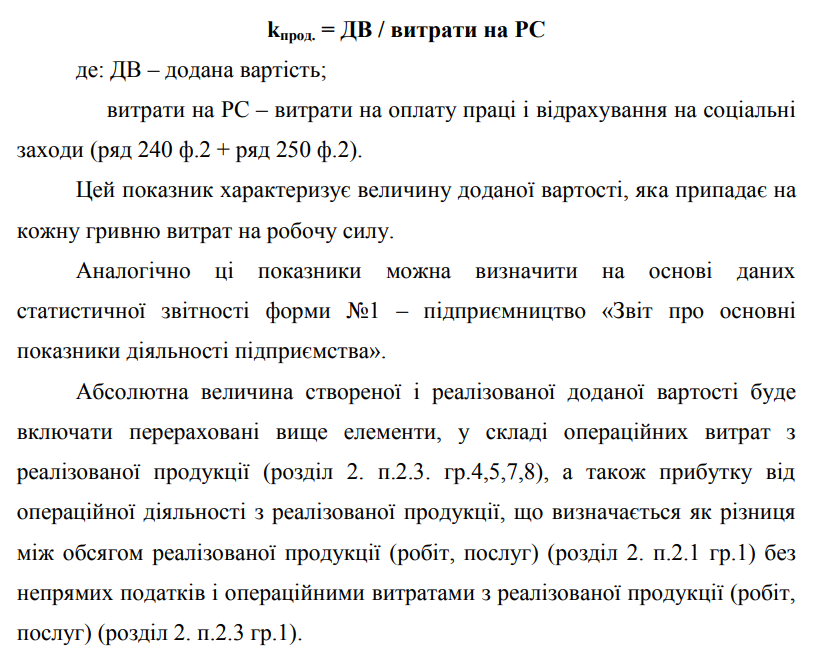 kпрод. = ДВ / витрати на РС
де: ДВ – додана вартість;
витрати на РС – витрати на оплату праці і відрахування на соціальні
заходи (ряд 240 ф.2 + ряд 250 ф.2).
Цей показник характеризує величину доданої вартості, яка припадає на
кожну гривню витрат на робочу силу.
Аналогічно ці показники можна визначити на основі даних
статистичної звітності форми №1 – підприємництво «Звіт про основні
показники діяльності підприємства».
Абсолютна величина створеної і реалізованої доданої вартості буде
включати перераховані вище елементи, у складі операційних витрат з
реалізованої продукції (розділ 2. п.2.3. гр.4,5,7,8), а також прибутку від
операційної діяльності з реалізованої продукції, що визначається як різниця
між обсягом реалізованої продукції (робіт, послуг) (розділ 2. п.2.1 гр.1) без
непрямих податків і операційними витратами з реалізованої продукції (робіт,
послуг) (розділ 2. п.2.3 гр.1).